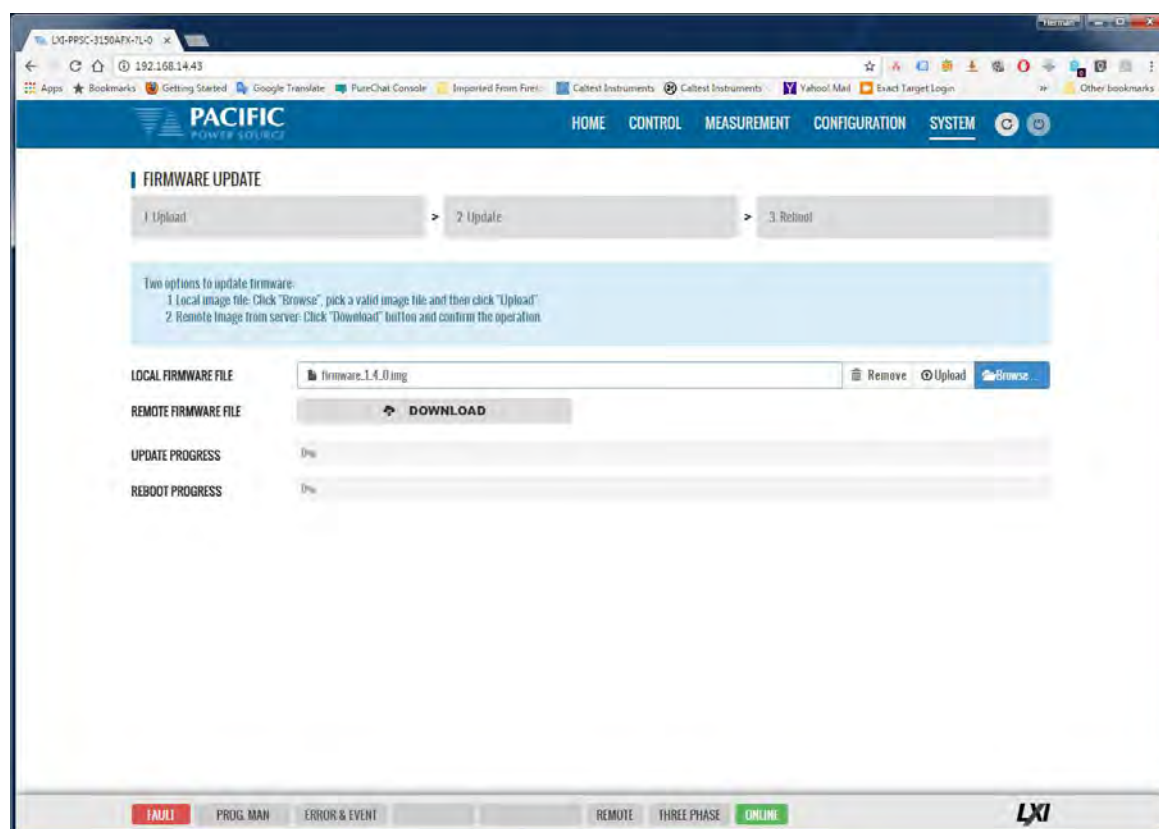 Herman
LXI-PPSC-3150AFX-7L-0
192.168.14.43
Apps Bookmarks Getting Started Google Translate PureChat Console Imported From Firef Caltest Instruments Caltest Instruments Yahoo! Mail Exact Target Login Other bookmarks
PACIFIC
POWER SOURCE
HOME CONTROL MEASUREMENT CONFIGURATION SYSTEM
FIRMWARE UPDATE
1. Upload > 2. Update > 3. Reboot
Two options to update firmware:
1. Local image file: Click "Browse", pick a valid image file and then click "Upload"
2. Remote Image from server: Click "Download" button and confirm the operation.
LOCAL FIRMWARE FILE firmware_1.4_0.img Remove Upload Browse ...
REMOTE FIRMWARE FILE DOWNLOAD
UPDATE PROGRESS 0%
REBOOT PROGRESS 0%
FAULT PROG. MAN ERROR & EVENT REMOTE THREE PHASE ONLINE LXI